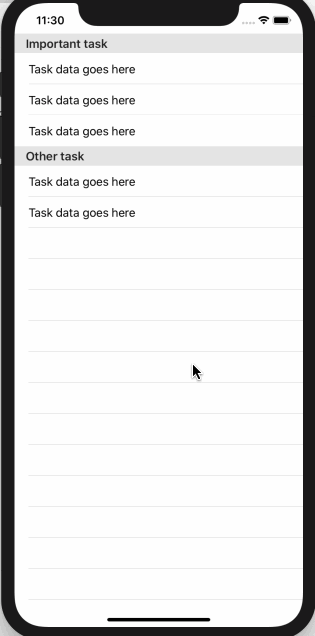 11:30
Important task
Task data goes here
Task data goes here
Task data goes here
Other task
Task data goes here
Task data goes here